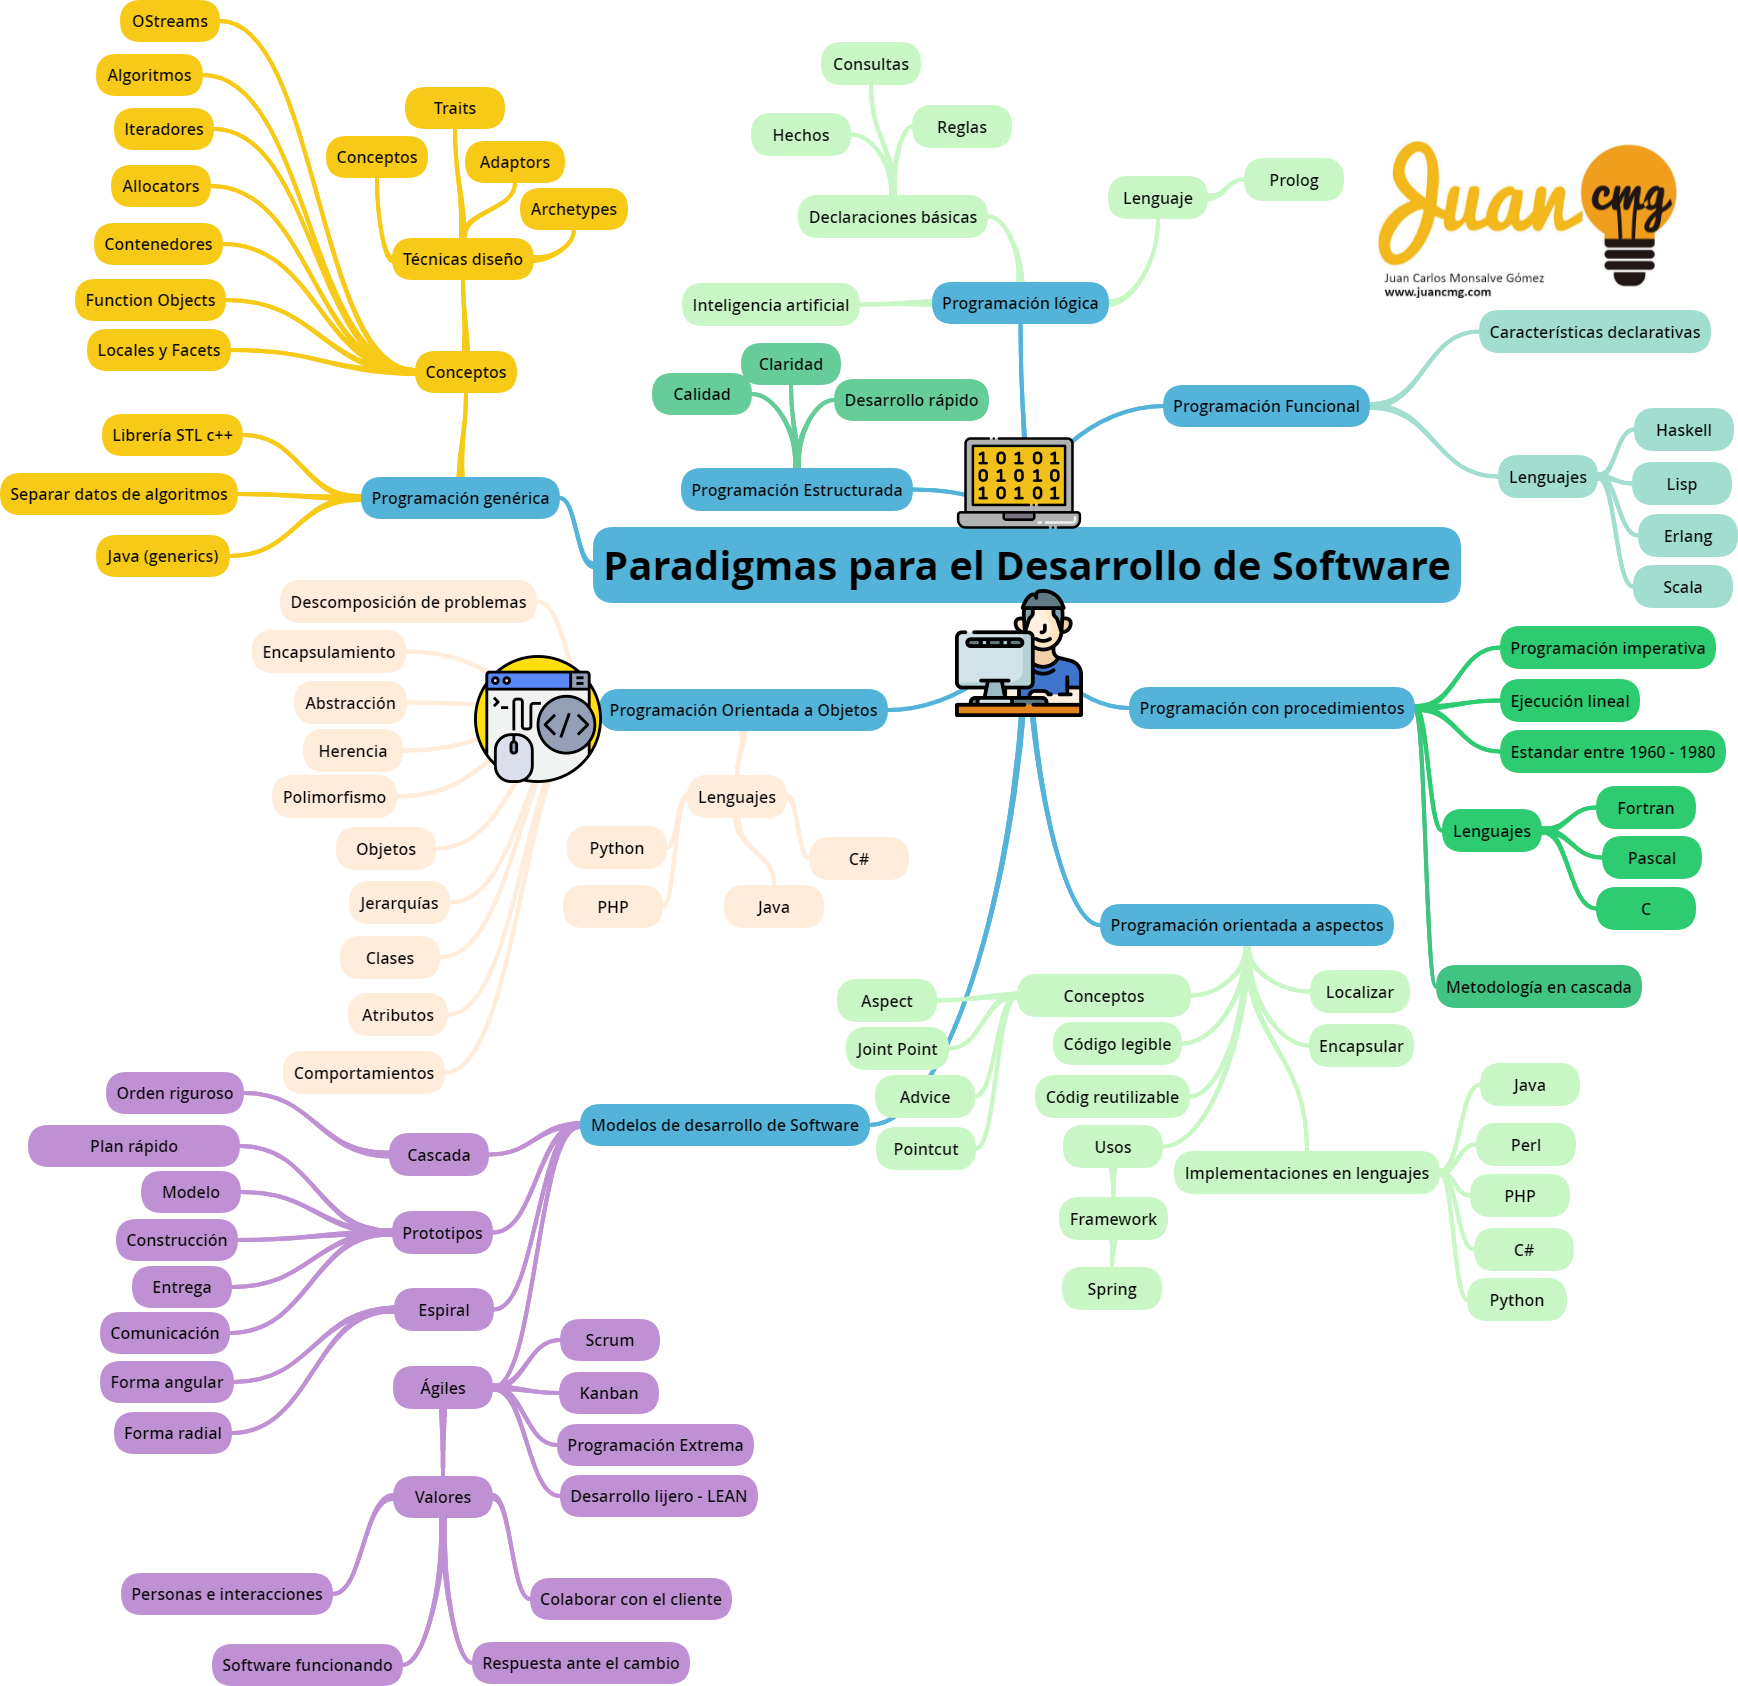 OStreams
Algoritmos
Iteradores
Allocators
Contenedores
Function Objects
Locales y Facets
Traits
Conceptos
Adaptors
Archetypes
Técnicas diseño
Conceptos
Librería STL c++
Separar datos de algoritmos
Java (generics)
Programación genérica
Consultas
Hechos
Reglas
Declaraciones básicas
Lenguaje
Prolog
Inteligencia artificial
Programación lógica
Claridad
Calidad
Desarrollo rápido
Programación Estructurada
Juan cmg
Juan Carlos Monsalve Gómez
www.juancmg.com
Características declarativas
Programación Funcional
Lenguajes
Haskell
Lisp
Erlang
Scala
1 0 1 0 1
0 1 0 1 0
1 0 1 0 1
Paradigmas para el Desarrollo de Software
Descomposición de problemas
Encapsulamiento
Abstracción
Herencia
Polimorfismo
Objetos
Jerarquías
Clases
Atributos
Comportamientos
Programación Orientada a Objetos
Lenguajes
Python
PHP
Java
C#
Programación con procedimientos
Programación imperativa
Ejecución lineal
Estandar entre 1960 - 1980
Lenguajes
Fortran
Pascal
C
Metodología en cascada
Programación orientada a aspectos
Conceptos
Aspect
Joint Point
Advice
Pointcut
Código legible
Códig reutilizable
Usos
Framework
Spring
Localizar
Encapsular
Implementaciones en lenguajes
Java
Perl
PHP
C#
Python
Modelos de desarrollo de Software
Orden riguroso
Cascada
Plan rápido
Modelo
Construcción
Entrega
Comunicación
Prototipos
Espiral
Forma angular
Forma radial
Ágiles
Scrum
Kanban
Programación Extrema
Desarrollo lijero - LEAN
Valores
Personas e interacciones
Software funcionando
Colaborar con el cliente
Respuesta ante el cambio